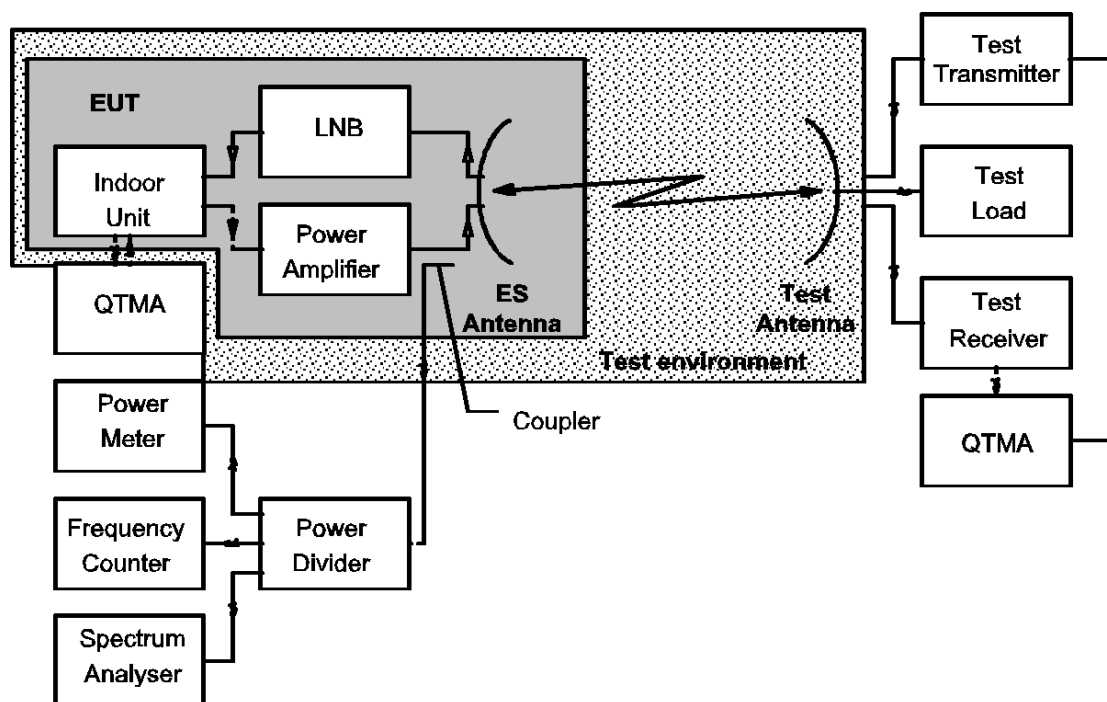 EUT
LNB
Indoor
Unit
Power
Amplifier
QTMA
ES
Antenna
Test
Antenna
Test environment
Test
Transmitter
Test
Load
Test
Receiver
QTMA
Coupler
Power
Meter
Frequency
Counter
Power
Divider
Spectrum
Analyser